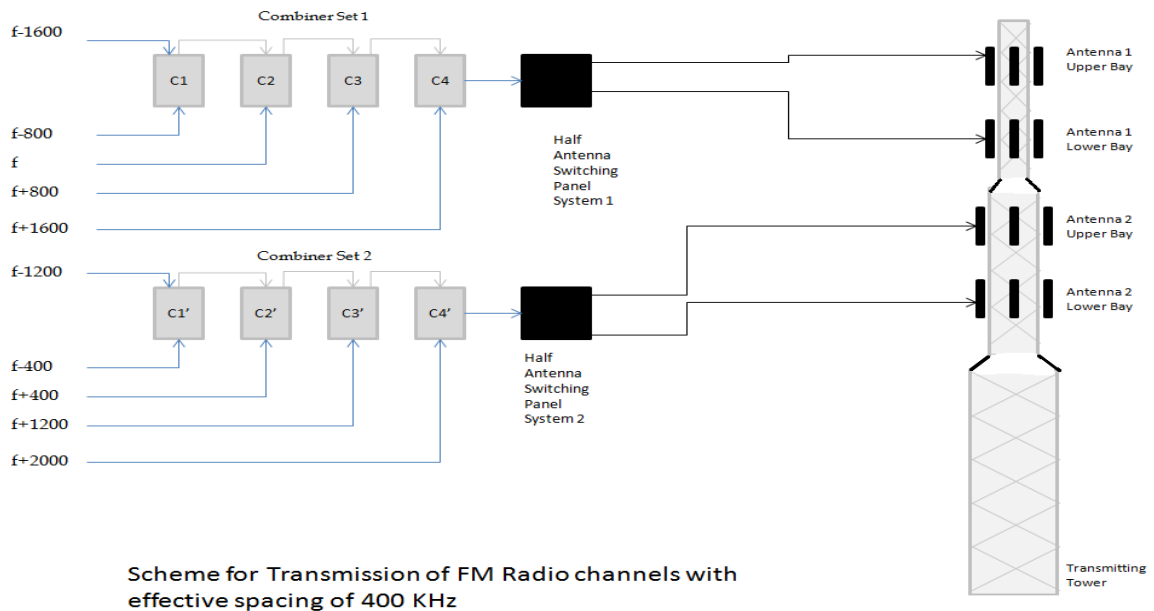 Combiner Set 1
f-1600
C1
C2
C3
C4
f-800
f
f+800
f+1600
Half
Antenna
Switching
Panel
System 1
Antenna 1
Upper Bay
Antenna 1
Lower Bay
Combiner Set 2
f-1200
C1’
C2’
C3’
C4’
f-400
f+400
f+1200
f+2000
Half
Antenna
Switching
Panel
System 2
Antenna 2
Upper Bay
Antenna 2
Lower Bay
Transmitting
Tower
Scheme for Transmission of FM Radio channels with
effective spacing of 400 KHz